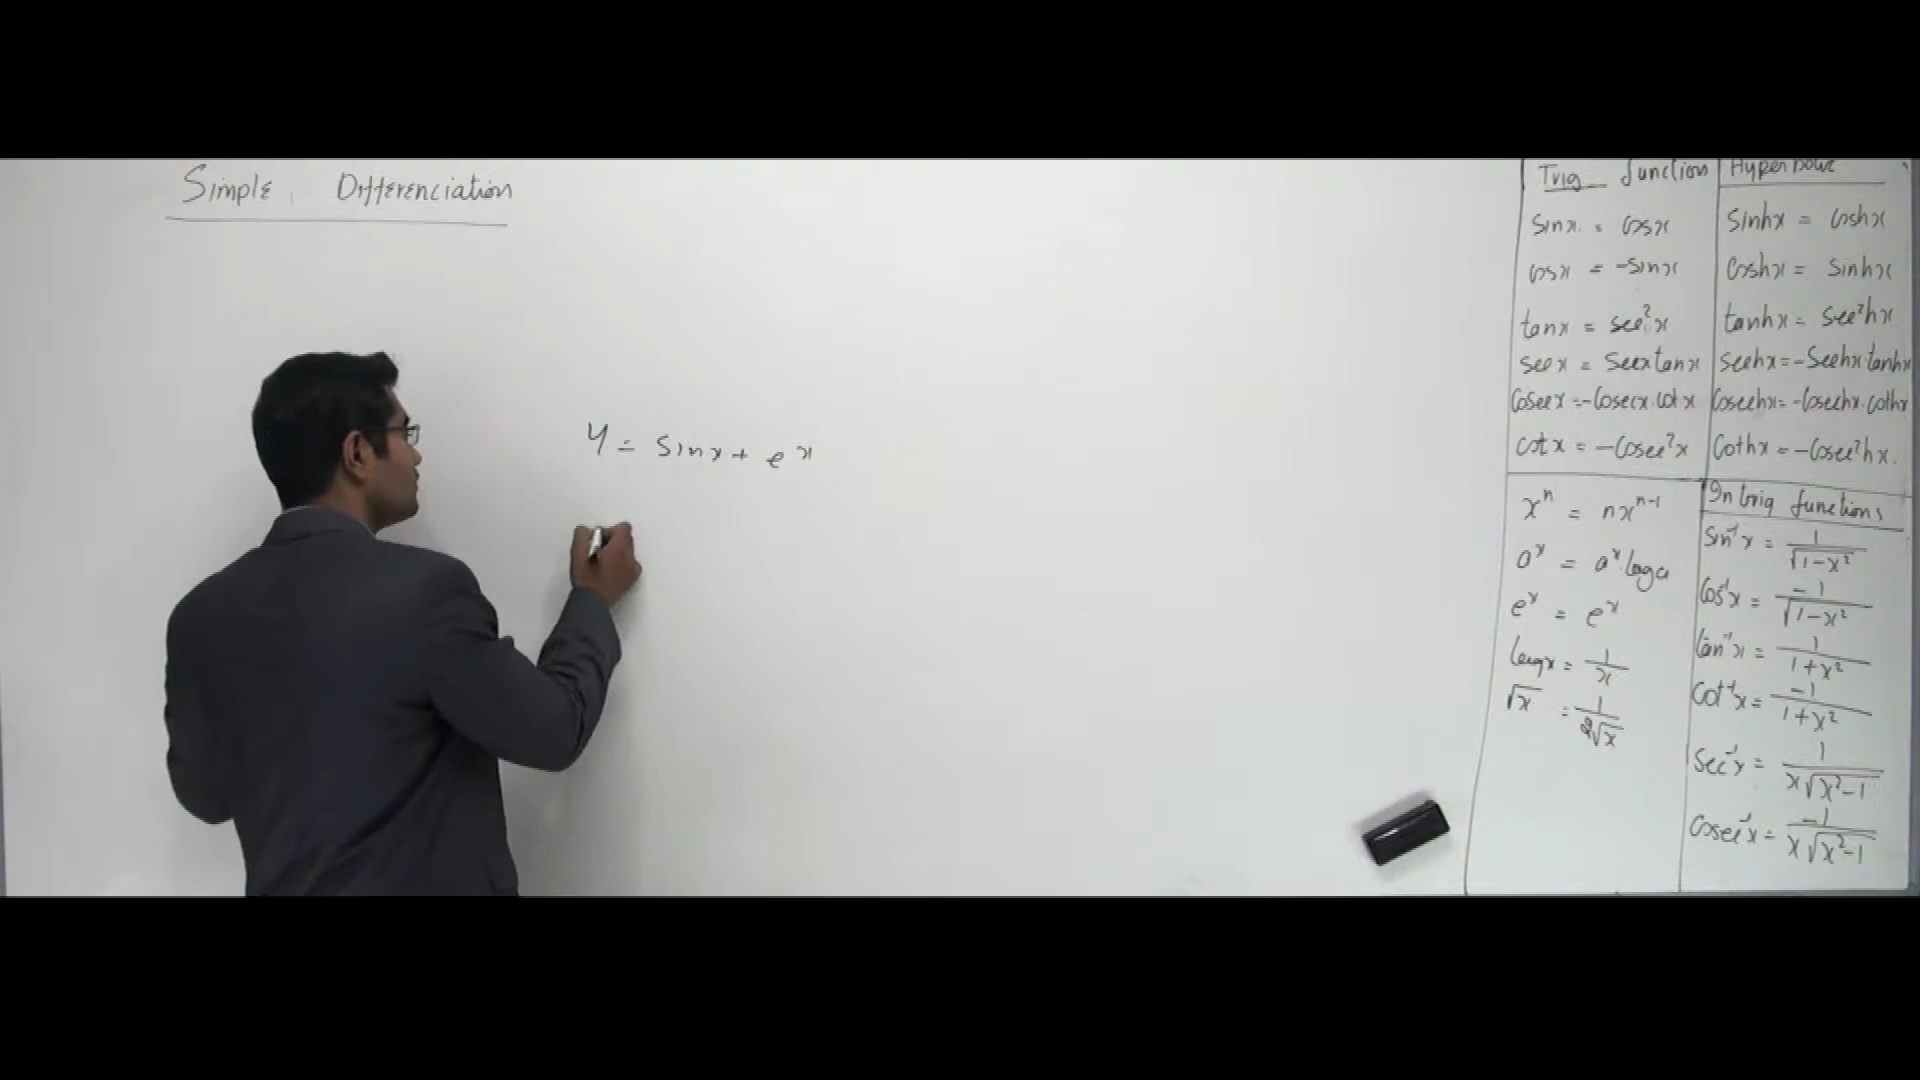 Simple Differenciation
y = sinx + e^x
Trig function
sinx = cosx
cosx = -sinx
tanx = sec²x
secx = secxtanx
cosecx = -cosecx.cotx
cotx = -cosec²x
Hyperbolic
sinhx = coshx
coshx = sinhx
tanhx = sec²hx
sechx = -sechx.tanhx
cosechx = -cosechx.cothx
cothx = -cosec²hx.
x^n = nx^(n-1)
a^x = a^x.loga
e^x = e^x
logx = 1/x
√x = 1/(2√x)
In trig functions
sin⁻¹x = 1/√(1-x²)
cos⁻¹x = -1/√(1-x²)
tan⁻¹x = 1/(1+x²)
cot⁻¹x = -1/(1+x²)
sec⁻¹x = 1/(x√(x²-1))
cosec⁻¹x = -1/(x√(x²-1))